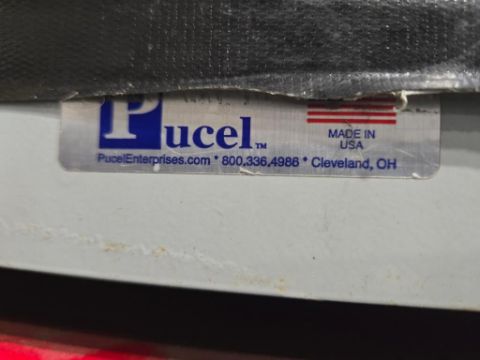 Pucel™
MADE IN
USA
PucelEnterprises.com * 800.336.4986 * Cleveland, OH